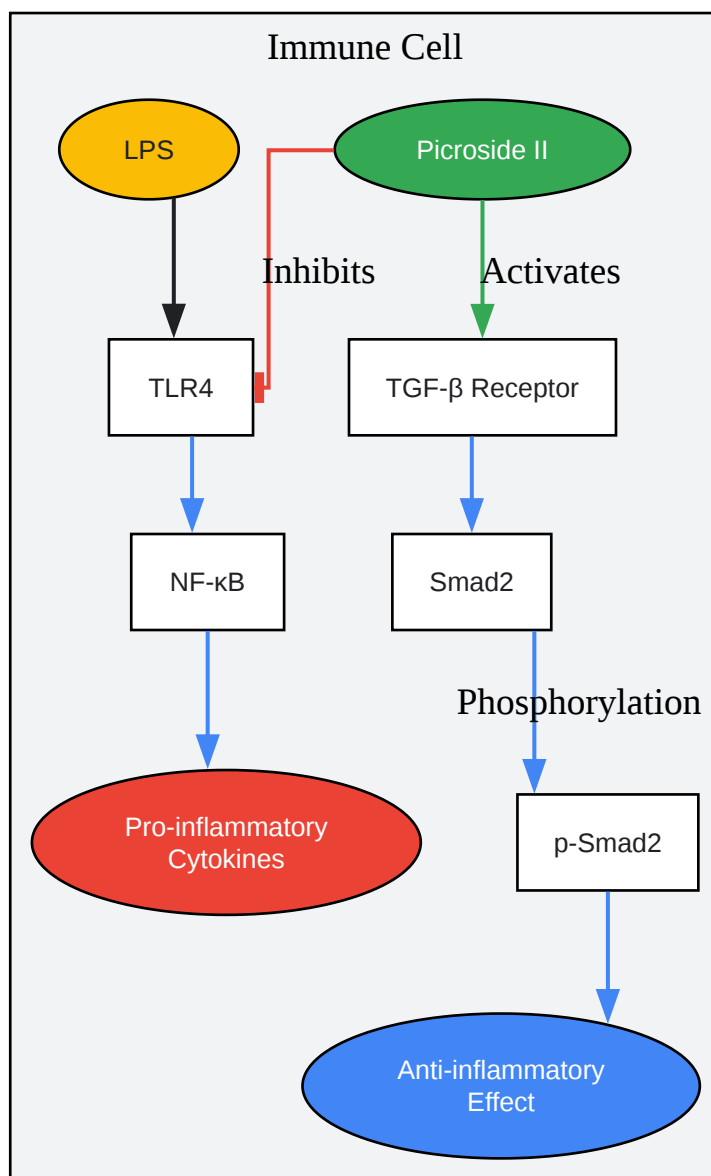 Immune Cell
LPS
Picroside II
Inhibits
Activates
TLR4
TGF-β Receptor
NF-κB
Smad2
Phosphorylation
Pro-inflammatory
Cytokines
p-Smad2
Anti-inflammatory
Effect